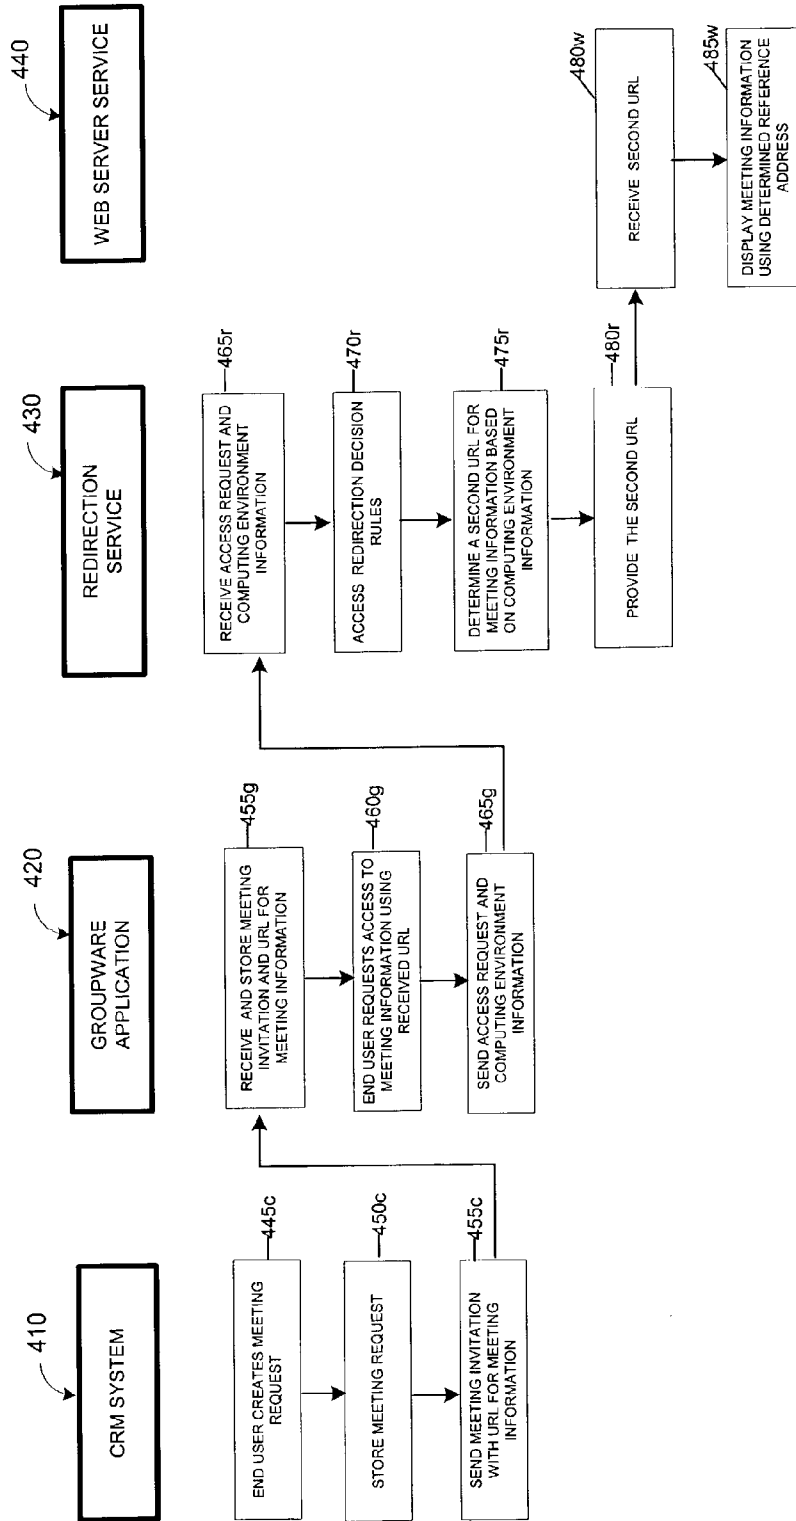 410
CRM SYSTEM
445c
END USER CREATES MEETING
REQUEST
450c
STORE MEETING REQUEST
455c
SEND MEETING INVITATION
WITH URL FOR MEETING
INFORMATION
420
GROUPWARE
APPLICATION
455g
RECEIVE AND STORE MEETING
INVITATION AND URL FOR
MEETING INFORMATION
460g
END USER REQUESTS ACCESS TO
MEETING INFORMATION USING
RECEIVED URL
465g
SEND ACCESS REQUEST AND
COMPUTING ENVIRONMENT
INFORMATION
430
REDIRECTION
SERVICE
465r
RECEIVE ACCESS REQUEST AND
COMPUTING ENVIRONMENT
INFORMATION
470r
ACCESS REDIRECTION DECISION
RULES
475r
DETERMINE A SECOND URL FOR
MEETING INFORMATION BASED
ON COMPUTING ENVIRONMENT
INFORMATION
480r
PROVIDE THE SECOND URL
440
WEB SERVER SERVICE
480w
RECEIVE SECOND URL
485w
DISPLAY MEETING INFORMATION
USING DETERMINED REFERENCE
ADDRESS